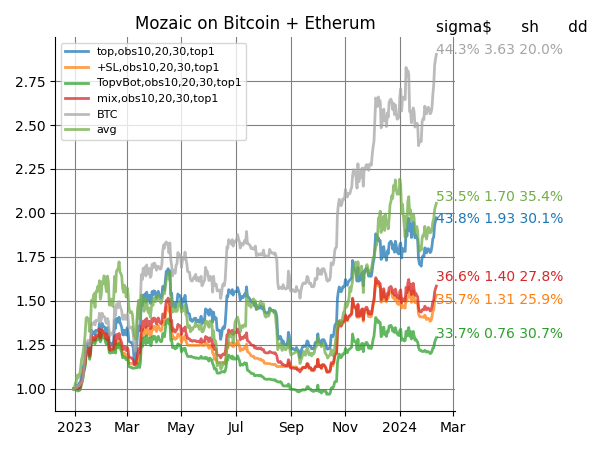 Mozaic on Bitcoin + Etherum
sigma$ sh dd
44.3% 3.63 20.0%
top,obs10,20,30,top1
+SL,obs10,20,30,top1
TopvBot,obs10,20,30,top1
mix,obs10,20,30,top1
BTC
avg
2.75
2.50
2.25
2.00
1.75
1.50
1.25
1.00
53.5% 1.70 35.4%
43.8% 1.93 30.1%
36.6% 1.40 27.8%
35.7% 1.31 25.9%
33.7% 0.76 30.7%
2023 Mar May Jul Sep Nov 2024 Mar